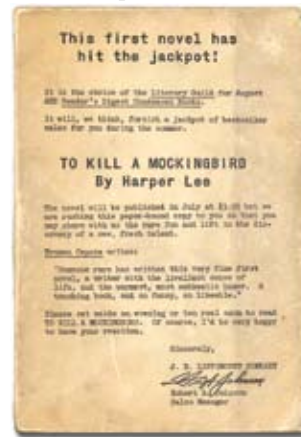 This first novel has
hit the jackpot!
It is the choice of the Literary Guild for August
AND Reader's Digest Condensed Books.
It will, we think, furnish a jackpot of bestseller
sales for you during the summer.
TO KILL A MOCKINGBIRD
By Harper Lee
The novel will be published in July at but we
are rushing this paper-bound copy to you so that you
may share with us the rare fun and lift in the dis-
covery of a new, fresh talent.
Truman Capote writes:
"Someone rare has written this very fine first
novel, a writer with the liveliest sense of
life, and the warmest, most authentic humor. A
touching book, and so funny, so likeable."
Please set aside an evening or two real soon to read
TO KILL A MOCKINGBIRD. Of course, I'd be very happy
to have your reaction.
Sincerely,
J. B. LIPPINCOTT COMPANY
Robert
Sales Manager